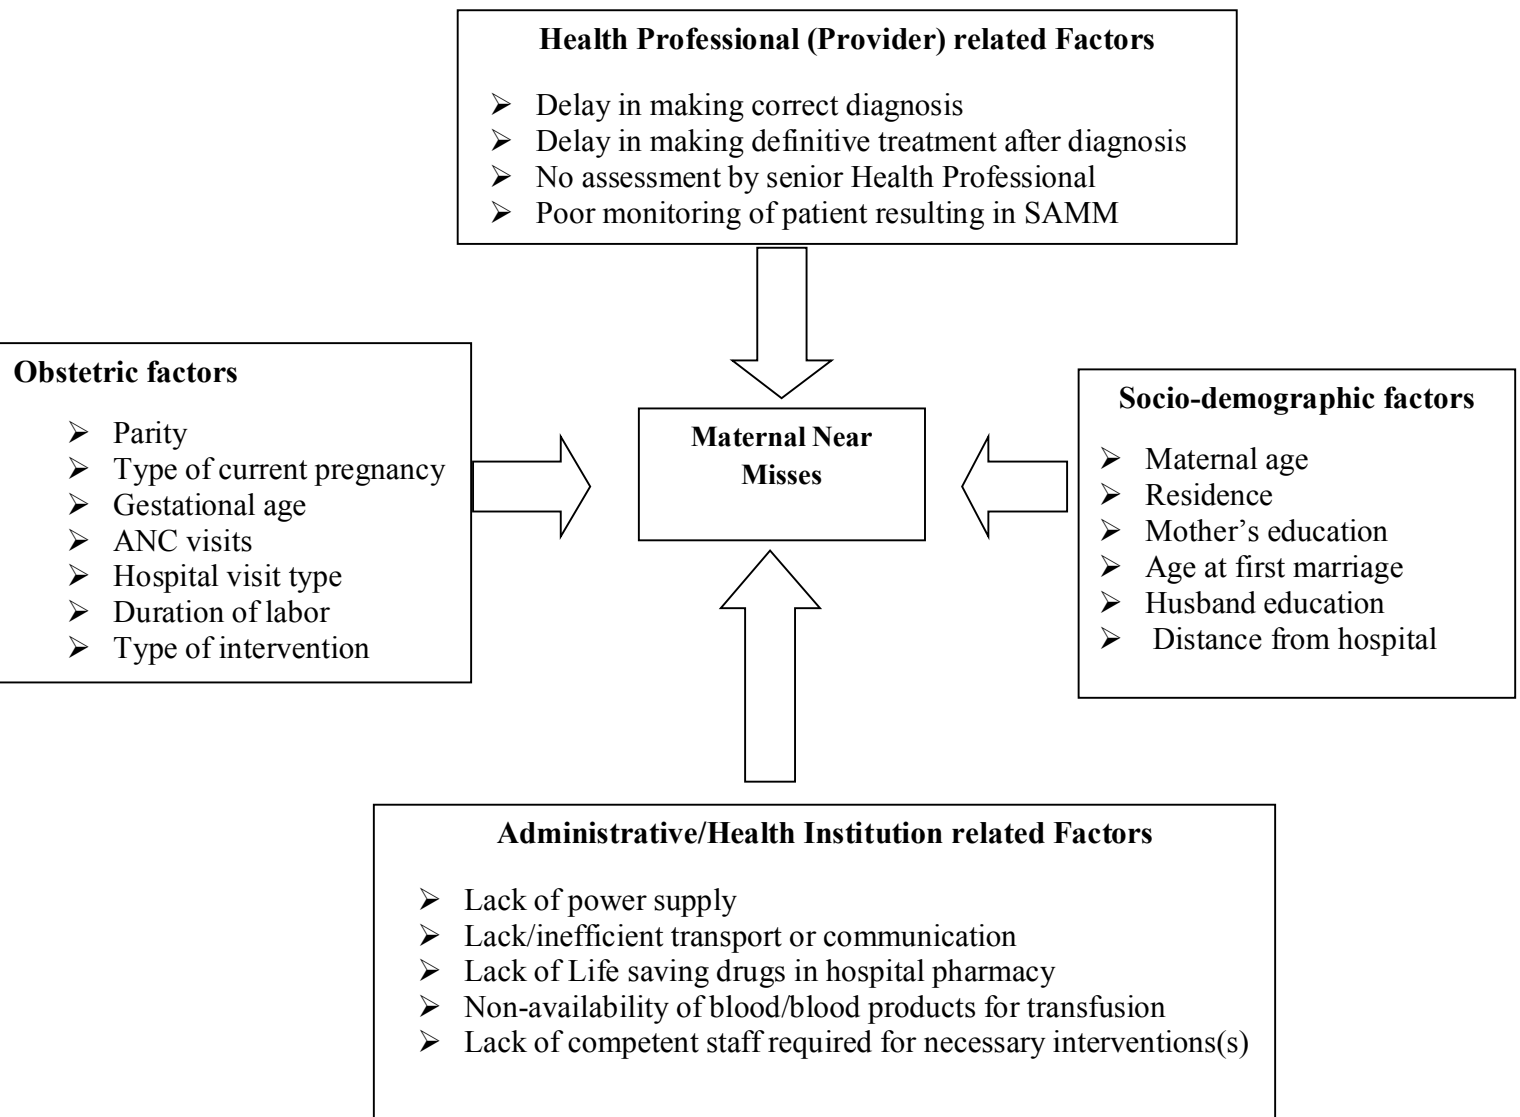 Health Professional (Provider) related Factors
➢ Delay in making correct diagnosis
➢ Delay in making definitive treatment after diagnosis
➢ No assessment by senior Health Professional
➢ Poor monitoring of patient resulting in SAMM
Obstetric factors
➢ Parity
➢ Type of current pregnancy
➢ Gestational age
➢ ANC visits
➢ Hospital visit type
➢ Duration of labor
➢ Type of intervention
Maternal Near
Misses
Socio-demographic factors
➢ Maternal age
➢ Residence
➢ Mother’s education
➢ Age at first marriage
➢ Husband education
➢ Distance from hospital
Administrative/Health Institution related Factors
➢ Lack of power supply
➢ Lack/inefficient transport or communication
➢ Lack of Life saving drugs in hospital pharmacy
➢ Non-availability of blood/blood products for transfusion
➢ Lack of competent staff required for necessary interventions(s)